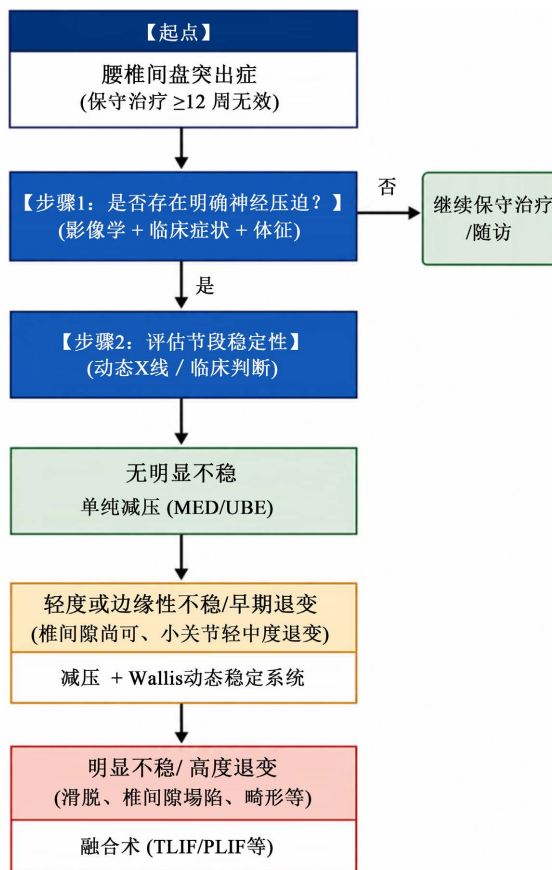 【起点】
腰椎间盘突出症
(保守治疗 ≥12 周无效)
【步骤1：是否存在明确神经压迫？】
(影像学 + 临床症状 + 体征)
否
继续保守治疗
/随访
是
【步骤2：评估节段稳定性】
(动态X线 / 临床判断)
无明显不稳
单纯减压 (MED/UBE)
轻度或边缘性不稳/早期退变
(椎间隙尚可、小关节轻中度退变)
减压 + Wallis动态稳定系统
明显不稳/ 高度退变
(滑脱、椎间隙塌陷、畸形等)
融合术 (TLIF/PLIF等)